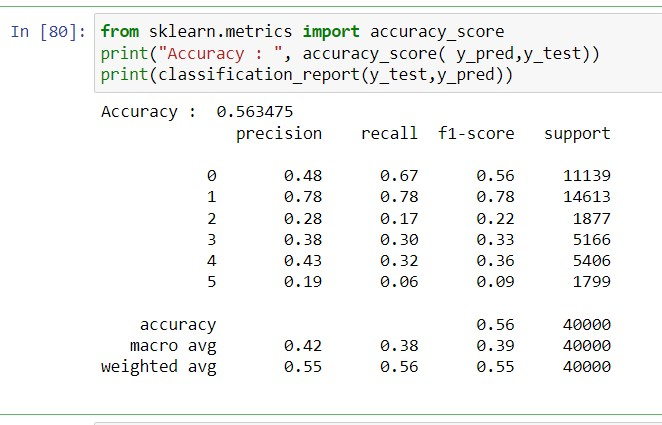 In [80]: from sklearn.metrics import accuracy_score
print("Accuracy : ", accuracy_score( y_pred,y_test))
print(classification_report(y_test,y_pred))
Accuracy :  0.563475
precision recall f1-score support
0 0.48 0.67 0.56 11139
1 0.78 0.78 0.78 14613
2 0.28 0.17 0.22 1877
3 0.38 0.30 0.33 5166
4 0.43 0.32 0.36 5406
5 0.19 0.06 0.09 1799
accuracy 0.56 40000
macro avg 0.42 0.38 0.39 40000
weighted avg 0.55 0.56 0.55 40000